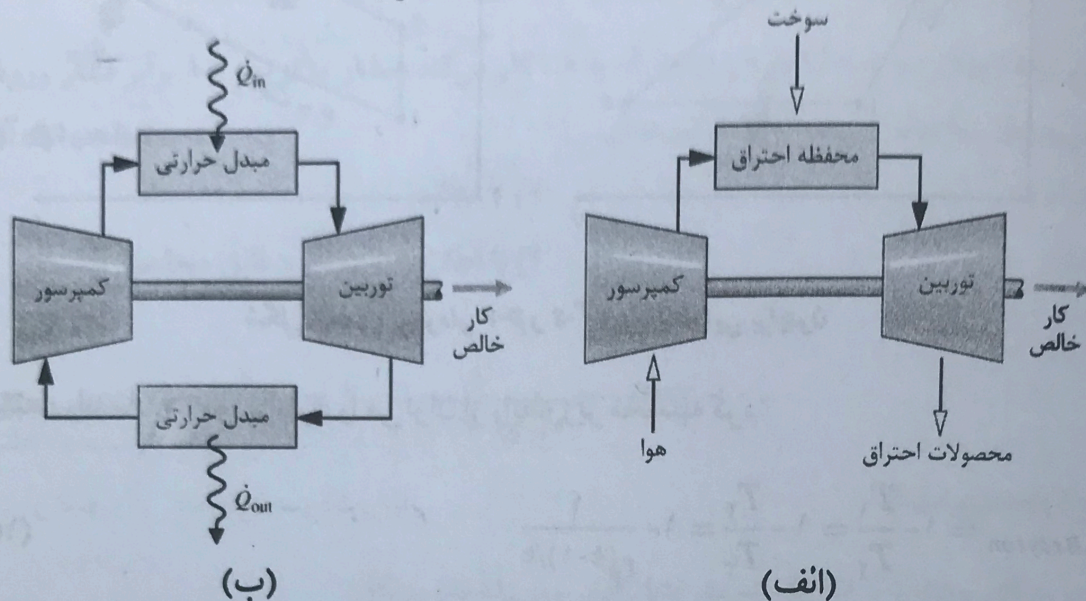 سوخت
محفظه احتراق
کمپرسور
توربین
کار
خالص
هوا
محصولات احتراق
(الف)
Q̇in
مبدل حرارتی
کمپرسور
توربین
کار
خالص
مبدل حرارتی
Q̇out
(ب)